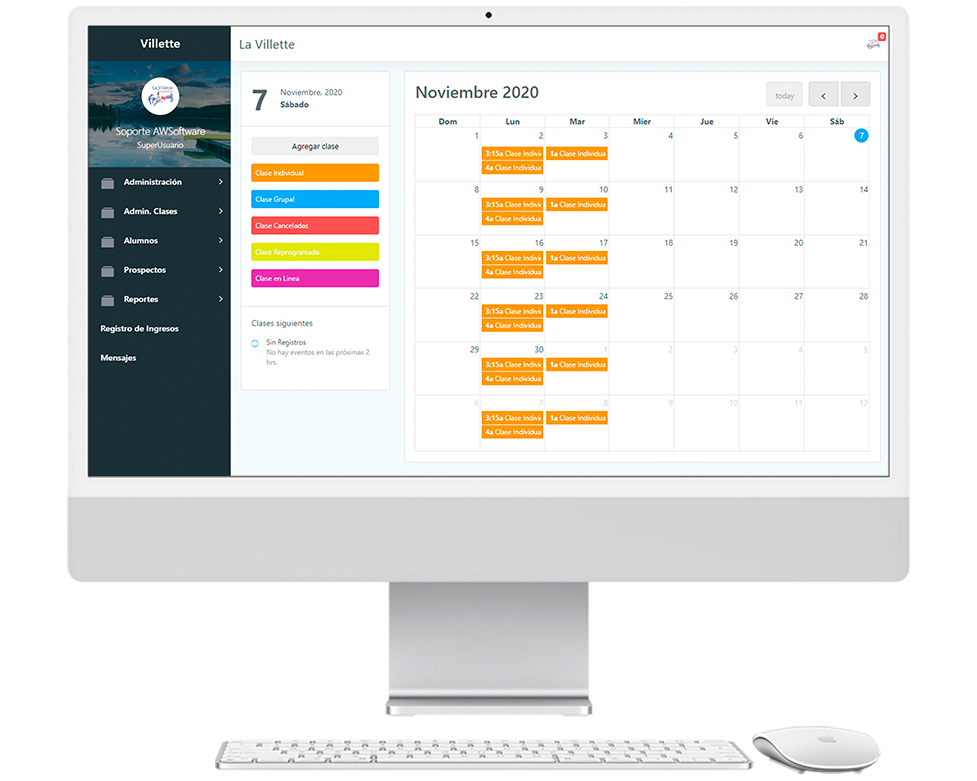 Villette
La Villette
0
La Villette
Soporte AWSoftware
SuperUsuario
Administración
Admin. Clases
Alumnos
Prospectos
Reportes
Registro de Ingresos
Mensajes
7
Noviembre, 2020
Sábado
Agregar clase
Clase Individual
Clase Grupal
Clase Canceladas
Clase Reprogramada
Clase en Linea
Clases siguientes
Sin Registros
No hay eventos en las próximas 2
hrs.
Noviembre 2020
today
Dom Lun Mar Mier Jue Vie Sáb
1 2 3 4 5 6 7
3:15a Clase Indivi 1a Clase Individua
4a Clase Individua
8 9 10 11 12 13 14
3:15a Clase Indivi 1a Clase Individua
4a Clase Individua
15 16 17 18 19 20 21
3:15a Clase Indivi 1a Clase Individua
4a Clase Individua
22 23 24 25 26 27 28
3:15a Clase Indivi 1a Clase Individua
4a Clase Individua
29 30 1 2 3 4 5
3:15a Clase Indivi 1a Clase Individua
4a Clase Individua
6 7 8 9 10 11 12
3:15a Clase Indivi 1a Clase Individua
4a Clase Individua